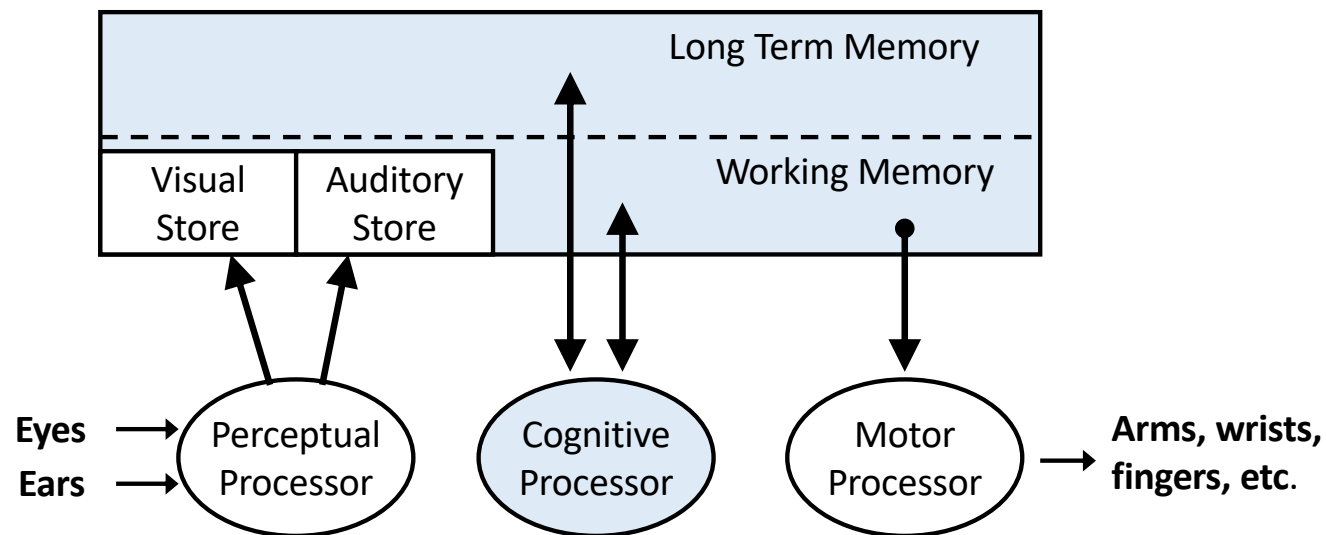 Long Term Memory
Working Memory
Visual
Store
Auditory
Store
Eyes
Ears
Perceptual
Processor
Cognitive
Processor
Motor
Processor
Arms, wrists,
fingers, etc.